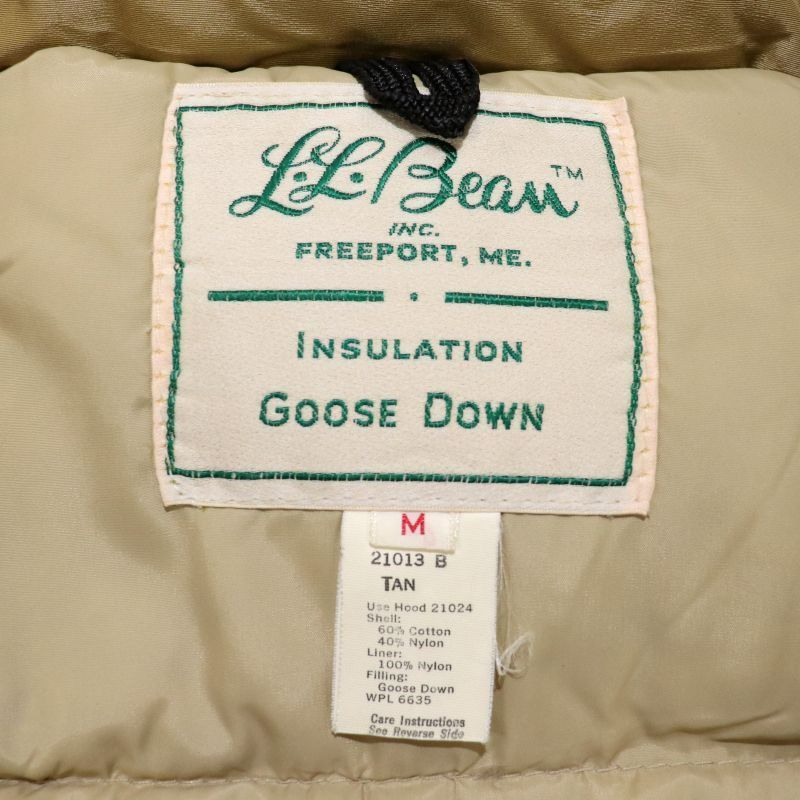 L.L.Bean™
INC.
FREEPORT, ME.
INSULATION
GOOSE DOWN
M
21013 B
TAN
Use Hood 21024
Shell:
60% Cotton
40% Nylon
Liner:
100% Nylon
Filling:
Goose Down
WPL 6635
Care Instructions
See Reverse Side